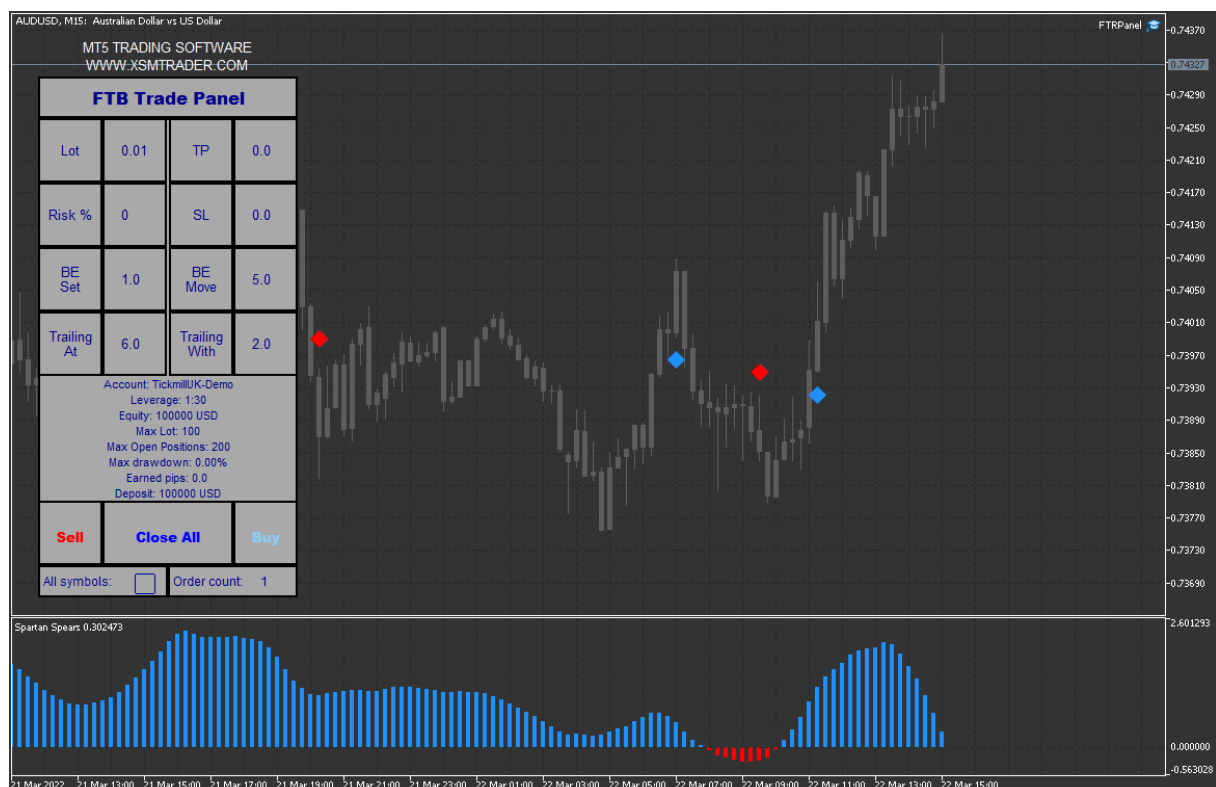 AUDUSD, M15: Australian Dollar vs US Dollar
FTRPanel
MT5 TRADING SOFTWARE
WWW.XSMTRADER.COM
FTB Trade Panel
Lot 0.01 TP 0.0
Risk % 0 SL 0.0
BE Set 1.0 BE Move 5.0
Trailing At 6.0 Trailing With 2.0
Account: TickmillUK-Demo
Leverage: 1:30
Equity: 100000 USD
Max Lot: 100
Max Open Positions: 200
Max drawdown: 0.00%
Earned pips: 0.0
Deposit: 100000 USD
Sell Close All Buy
All symbols: Order count: 1
0.74370
0.74327
0.74290
0.74250
0.74210
0.74170
0.74130
0.74090
0.74050
0.74010
0.73970
0.73930
0.73890
0.73850
0.73810
0.73770
0.73730
0.73690
Spartan Spears 0.302473
2.601293
0.000000
-0.563028
21 Mar 2022 21 Mar 13:00 21 Mar 15:00 21 Mar 17:00 21 Mar 19:00 21 Mar 21:00 21 Mar 23:00 22 Mar 01:00 22 Mar 03:00 22 Mar 05:00 22 Mar 07:00 22 Mar 09:00 22 Mar 11:00 22 Mar 13:00 22 Mar 15:00